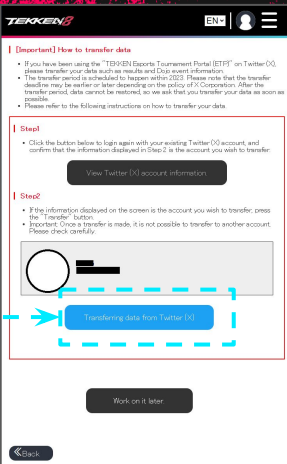 TEKKEN 8
EN
[Important] How to transfer data
• If you have been using the "TEKKEN Esports Tournament Portal (ETP)" on Twitter (X),
please transfer your data such as results and Dojo event information.
• The transfer period is scheduled to happen within 2023. Please note that the transfer
deadline may be earlier or later depending on the policy of X Corporation. After the
transfer period, data cannot be restored, so we ask that you transfer your data as soon as
possible.
• Please refer to the following instructions on how to transfer your data.
Step1
• Click the button below to login again with your existing Twitter (X) account, and
confirm that the information displayed in Step 2 is the account you wish to transfer.
View Twitter (X) account information
Step2
• If the information displayed on the screen is the account you wish to transfer, press
the "Transfer" button.
• Important: Once a transfer is made, it is not possible to transfer to another account.
Please check carefully.
Transferring data from Twitter (X)
Work on it later.
Back